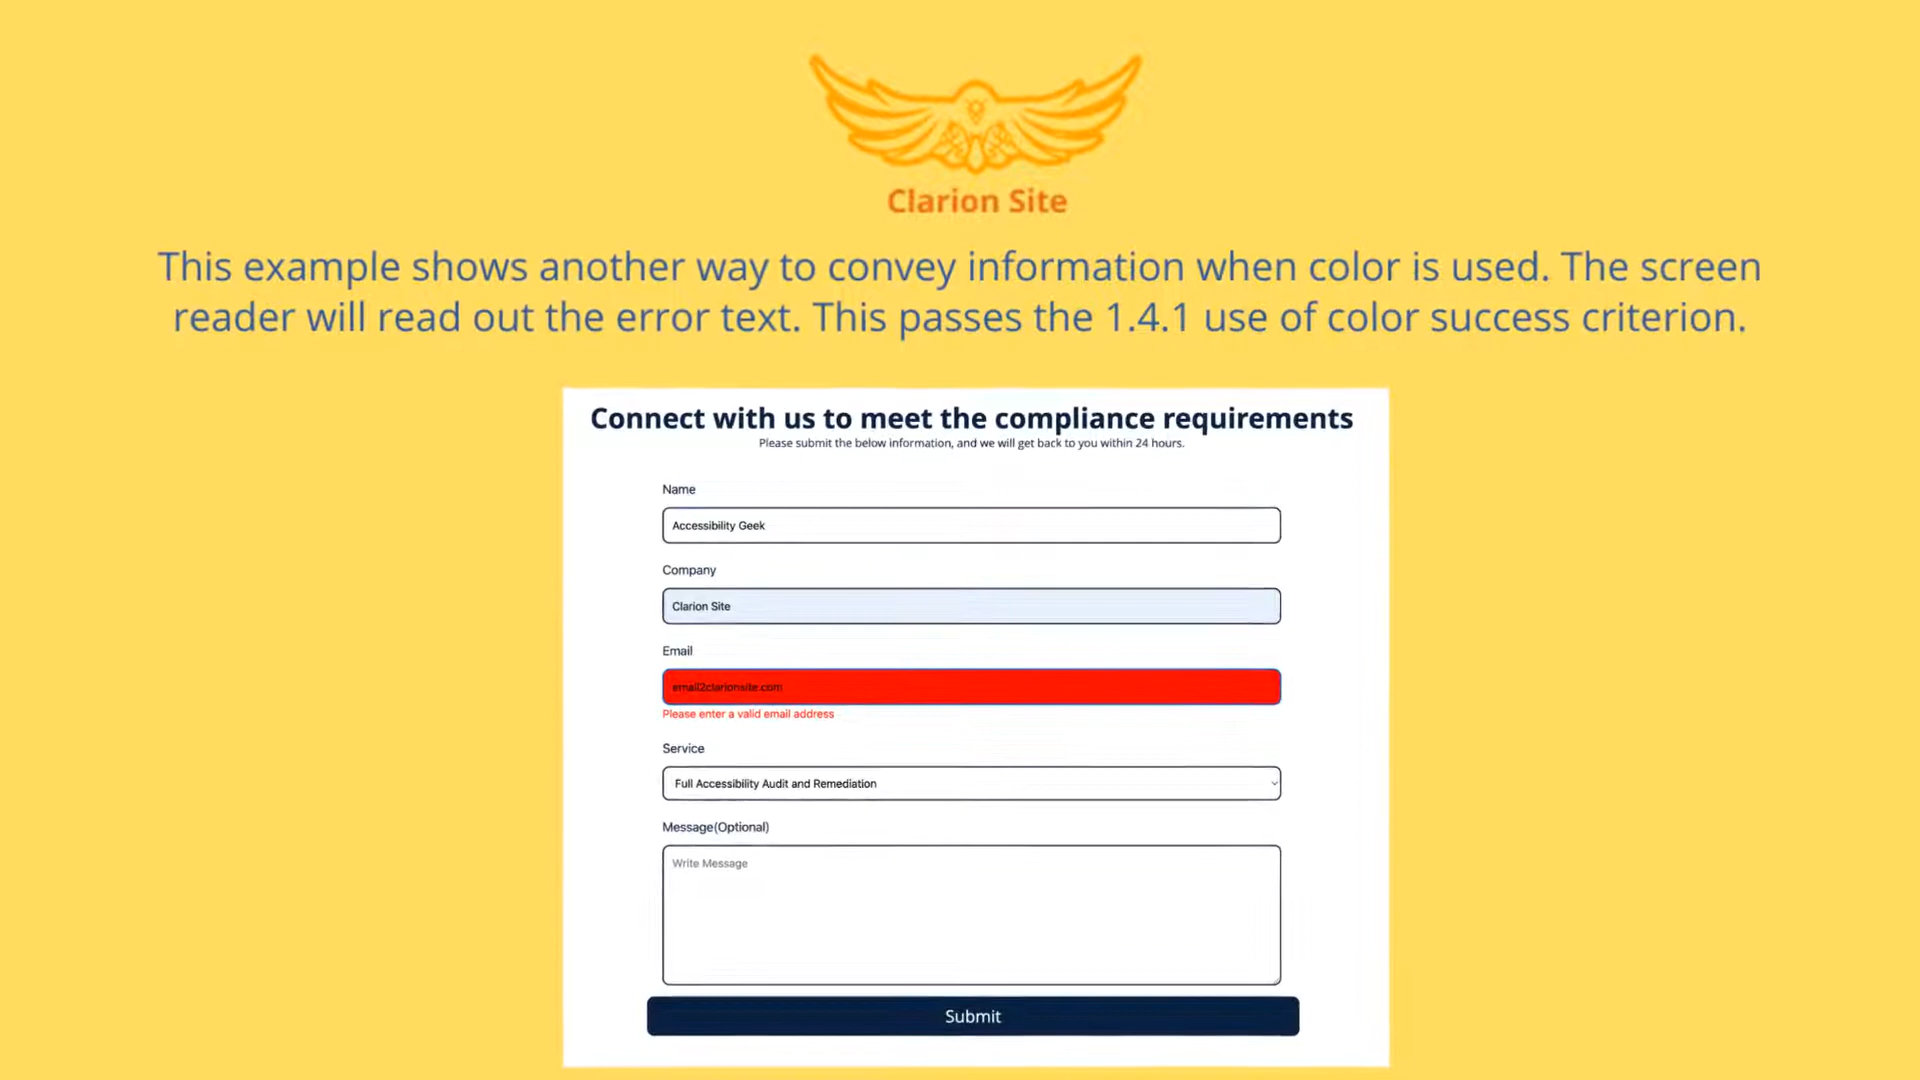 Clarion Site
This example shows another way to convey information when color is used. The screen
reader will read out the error text. This passes the 1.4.1 use of color success criterion.
Connect with us to meet the compliance requirements
Please submit the below information, and we will get back to you within 24 hours.
Name
Accessibility Geek
Company
Clarion Site
Email
email2clarionsite.com
Please enter a valid email address
Service
Full Accessibility Audit and Remediation
Message(Optional)
Write Message
Submit